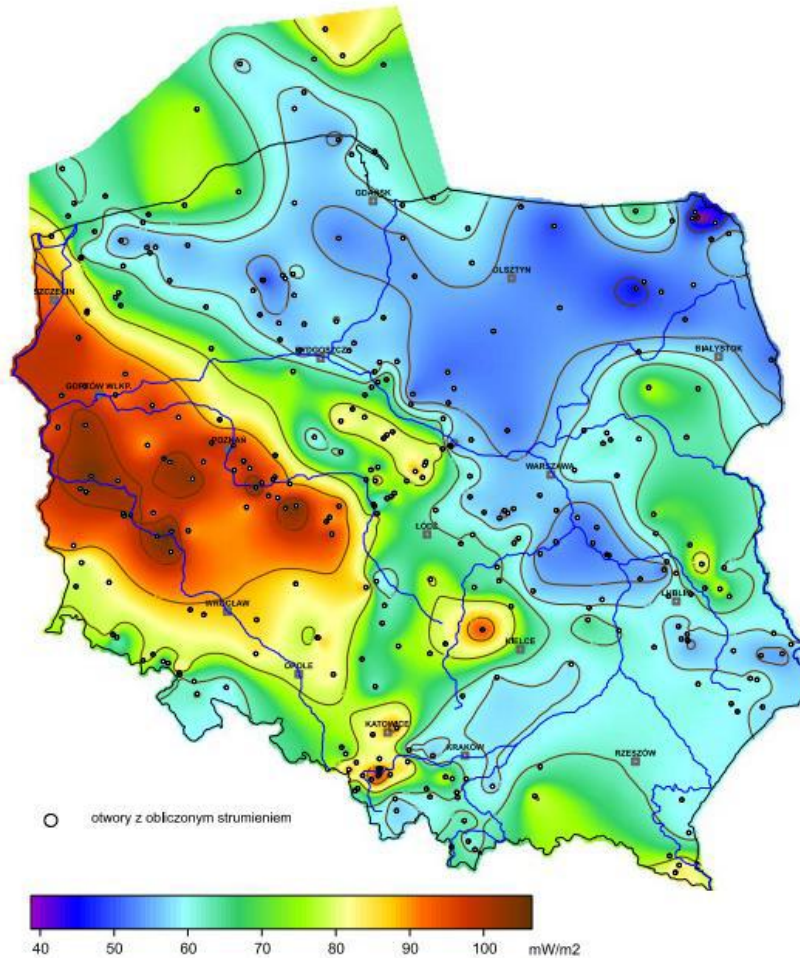 GDAŃSK
OLSZTYN
SZCZECIN
BYDGOSZCZ
BIAŁYSTOK
GORZÓW WLKP.
POZNAŃ
WARSZAWA
ŁÓDŹ
LUBLIN
WROCŁAW
KIELCE
OPOLE
KATOWICE
KRAKÓW
RZESZÓW
otwory z obliczonym strumieniem
40 50 60 70 80 90 100 mW/m2